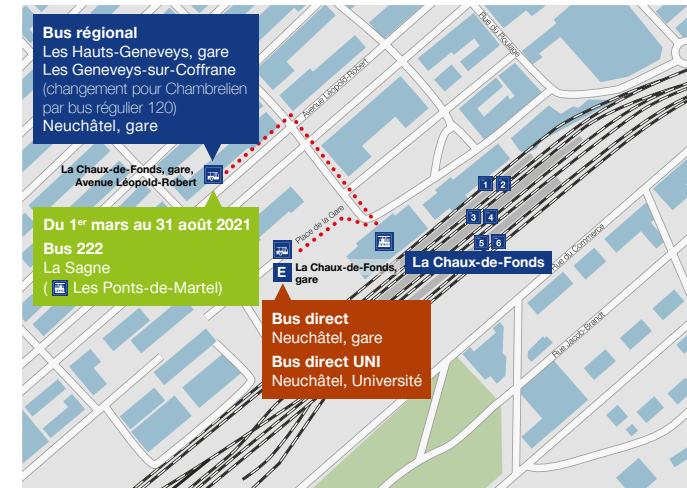 Bus régional
Les Hauts-Geneveys, gare
Les Geneveys-sur-Coffrane
(changement pour Chambrelien
par bus régulier 120)
Neuchâtel, gare
Rue du Roulage
Avenue Léopold-Robert
La Chaux-de-Fonds, gare,
Avenue Léopold-Robert
1 2
3 4
5 6
Du 1er mars au 31 août 2021
Bus 222
La Sagne
( Les Ponts-de-Martel)
Place de la Gare
E
La Chaux-de-Fonds,
gare
La Chaux-de-Fonds
Rue du Commerce
Rue Jacob-Brandt
Bus direct
Neuchâtel, gare
Bus direct UNI
Neuchâtel, Université